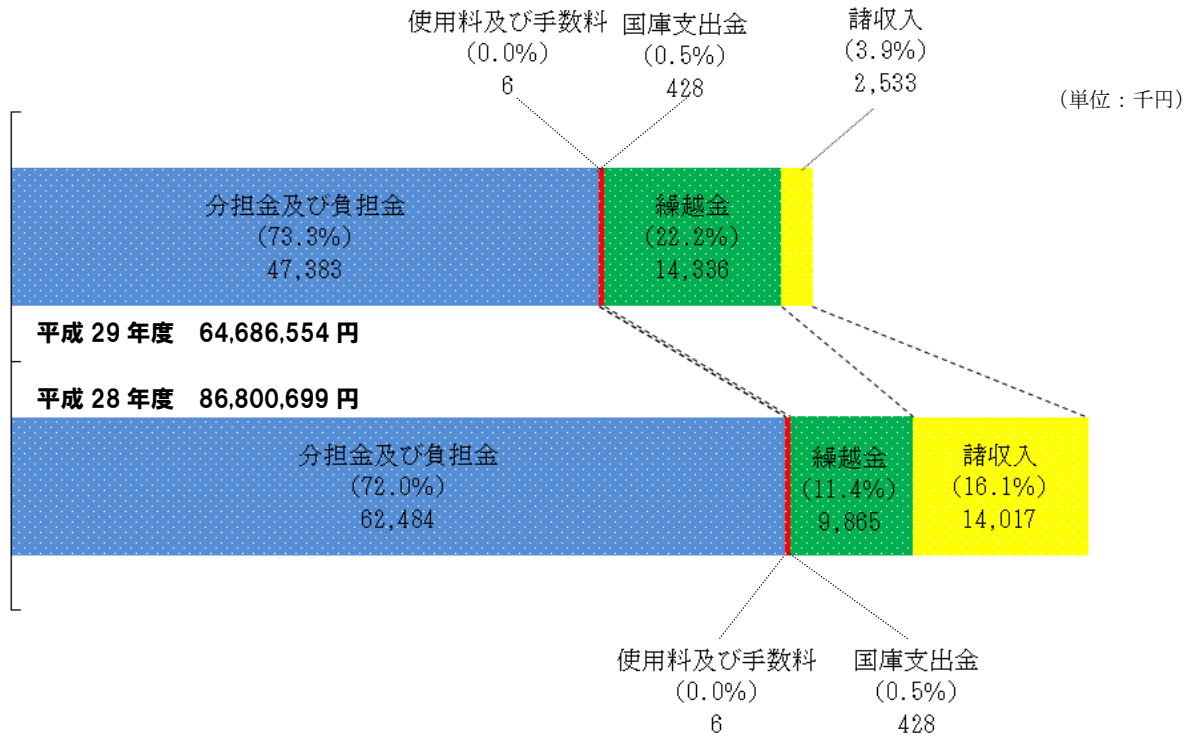 使用料及び手数料
(0.0%)
6
国庫支出金
(0.5%)
428
諸収入
(3.9%)
2,533
(単位：千円)
分担金及び負担金
(73.3%)
47,383
繰越金
(22.2%)
14,336
平成 29 年度　64,686,554 円
平成 28 年度　86,800,699 円
分担金及び負担金
(72.0%)
62,484
繰越金
(11.4%)
9,865
諸収入
(16.1%)
14,017
使用料及び手数料
(0.0%)
6
国庫支出金
(0.5%)
428